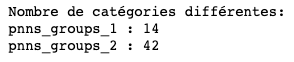 Nombre de catégories différentes:
pnns_groups_1 : 14
pnns_groups_2 : 42